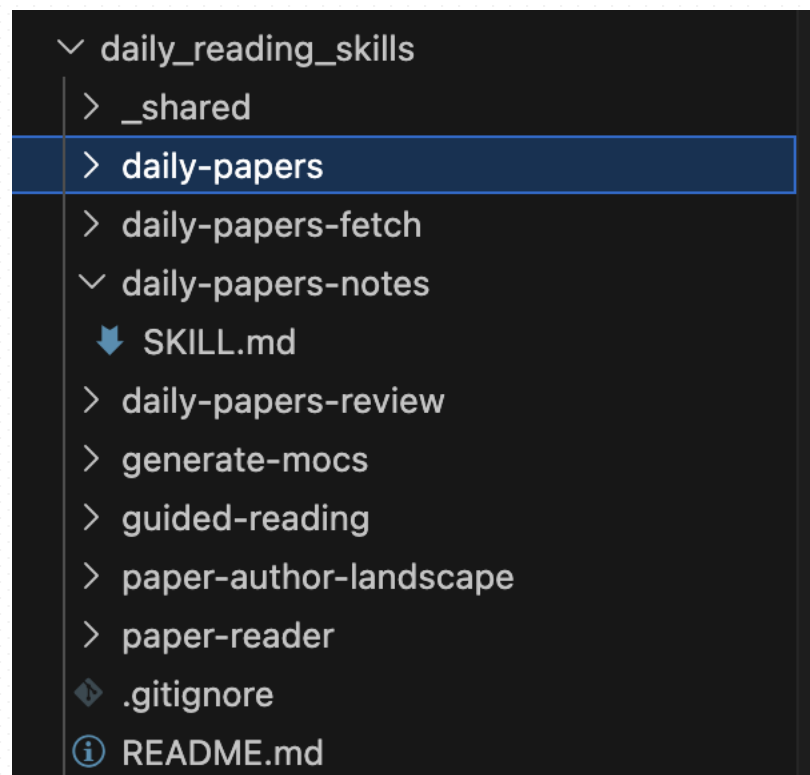 daily_reading_skills
_shared
daily-papers
daily-papers-fetch
daily-papers-notes
SKILL.md
daily-papers-review
generate-mocs
guided-reading
paper-author-landscape
paper-reader
.gitignore
README.md